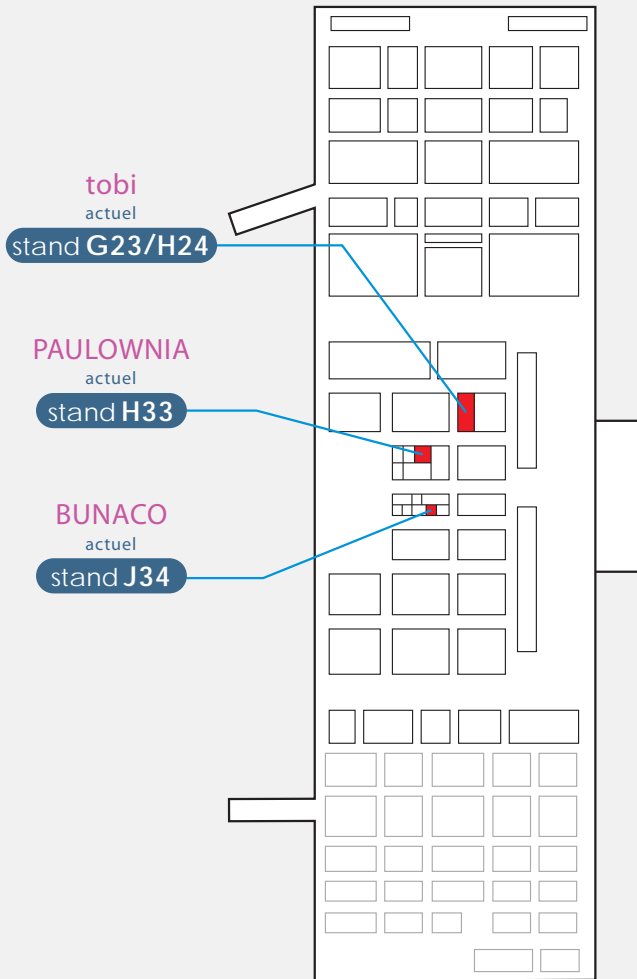 tobi
actuel
stand G23/H24
PAULOWNIA
actuel
stand H33
BUNACO
actuel
stand J34